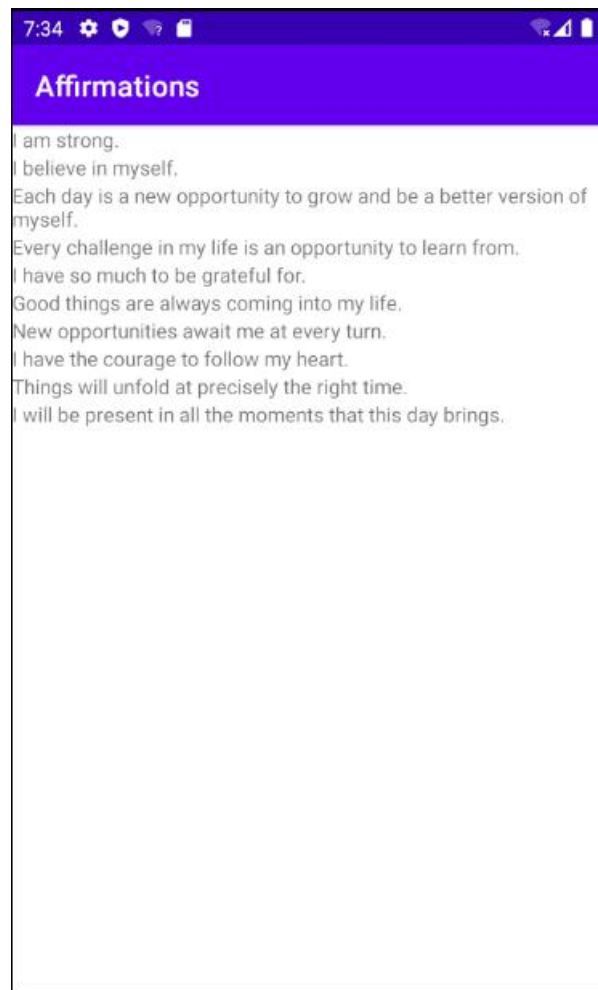 7:34
Affirmations
I am strong.
I believe in myself.
Each day is a new opportunity to grow and be a better version of
myself.
Every challenge in my life is an opportunity to learn from.
I have so much to be grateful for.
Good things are always coming into my life.
New opportunities await me at every turn.
I have the courage to follow my heart.
Things will unfold at precisely the right time.
I will be present in all the moments that this day brings.